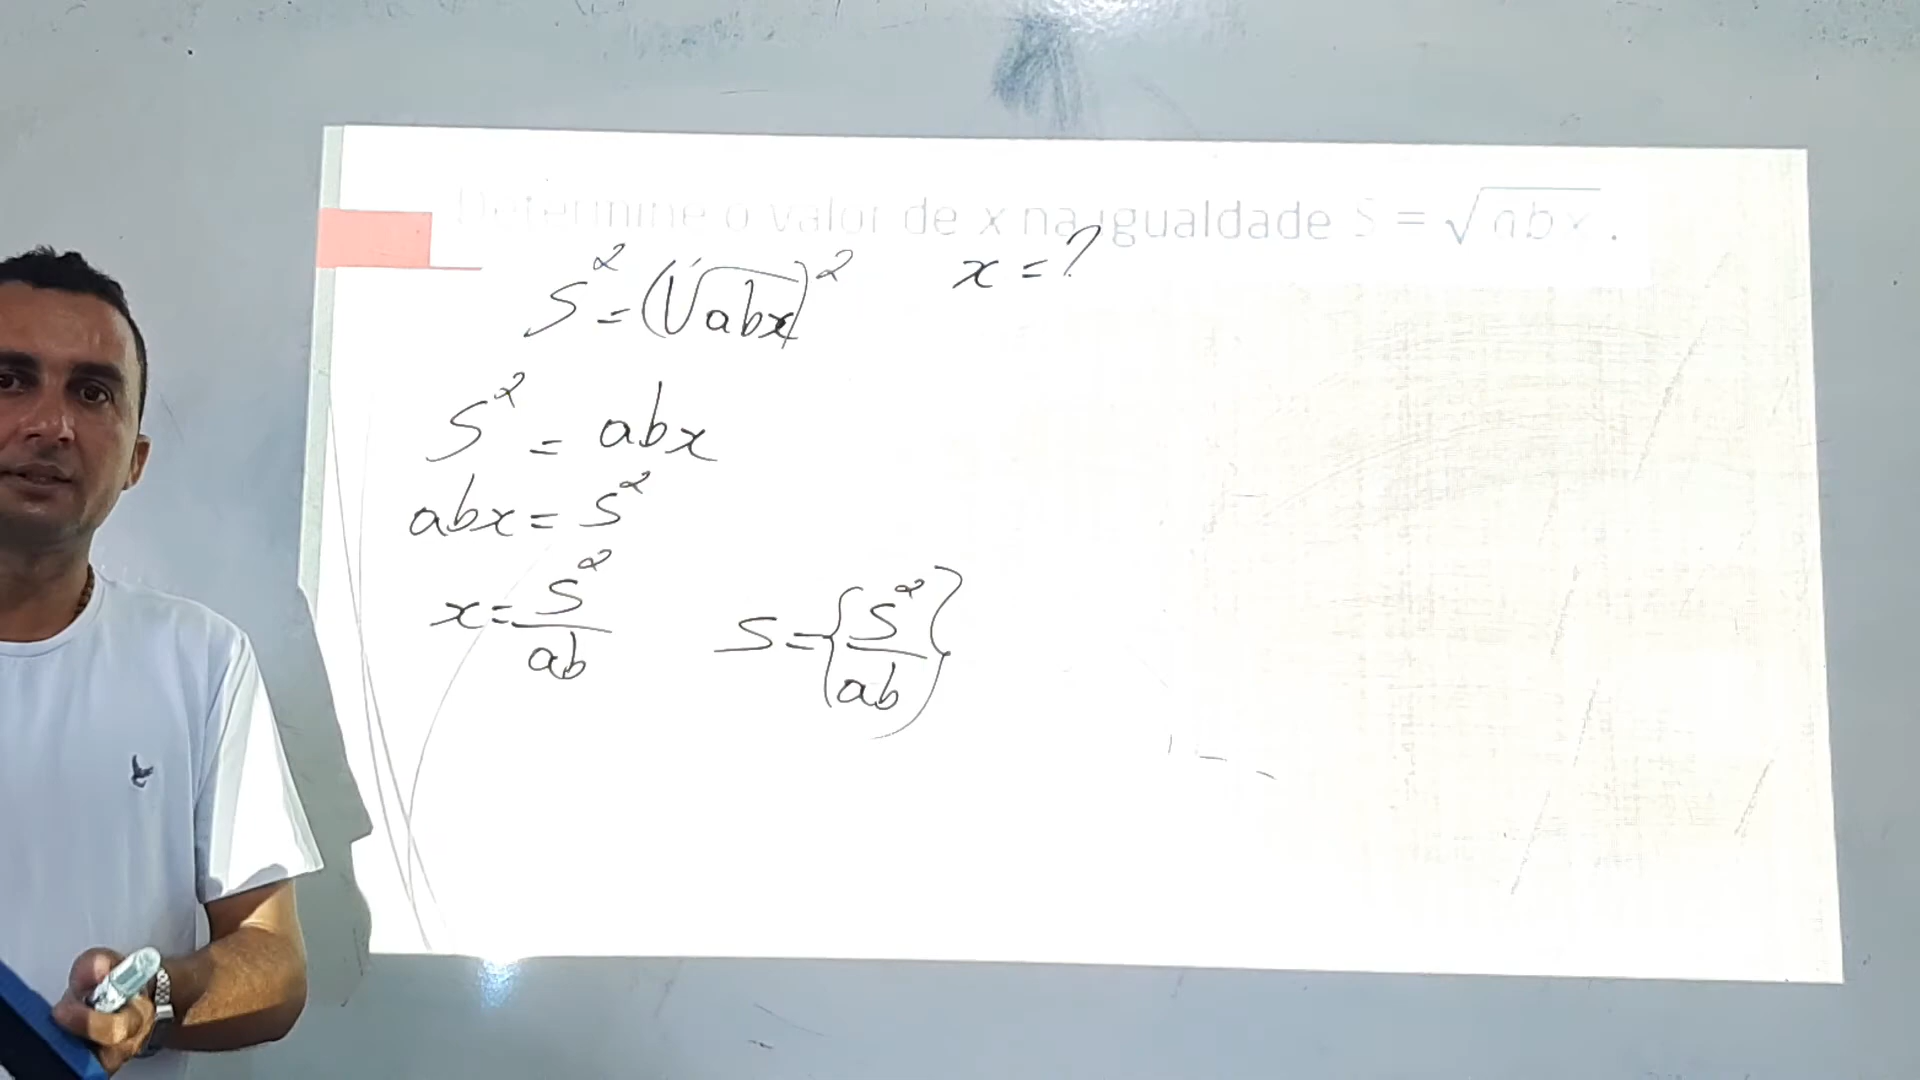 Determine o valor de x na igualdade S = √abx.
S² = (√abx)² x = ?
S² = abx
abx = S²
x = S²/ab S = {S²/ab}